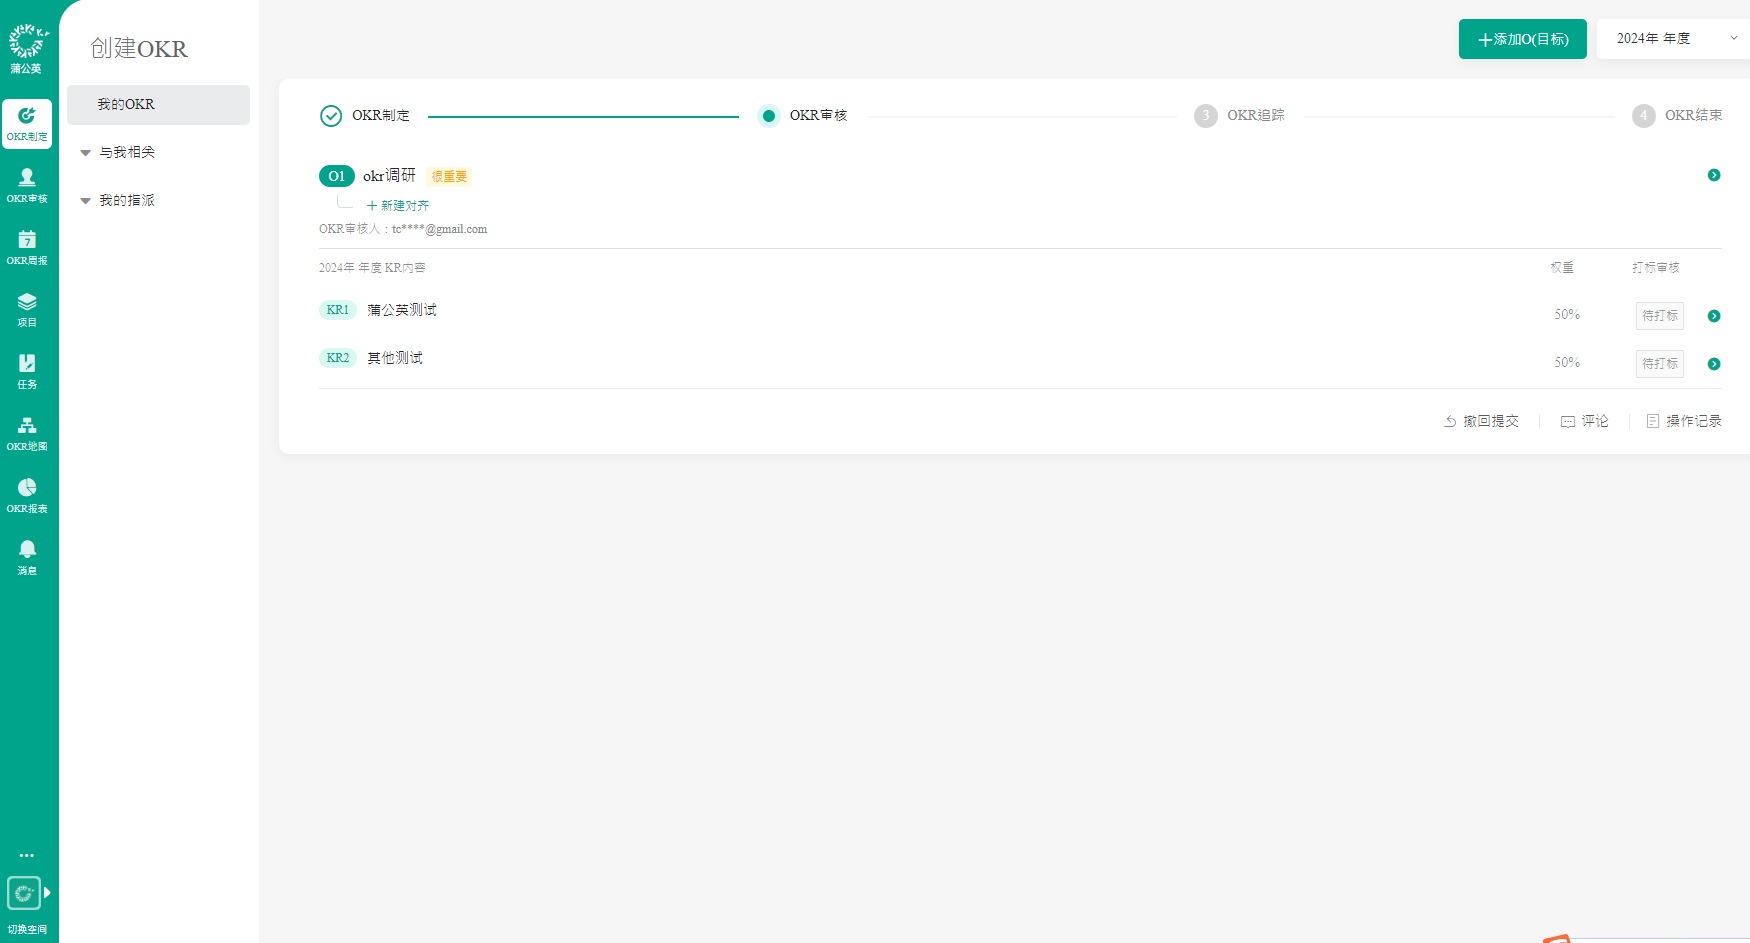 蒲公英
OKR制定
OKR审核
7
OKR周报
项目
任务
OKR地图
OKR报表
消息
切换空间
创建OKR
我的OKR
与我相关
我的指派
添加O(目标)
2024年 年度
OKR制定
OKR审核
3 OKR追踪
4 OKR结束
O1 okr调研 很重要
新建对齐
OKR审核人：tc****@gmail.com
2024年 年度 KR内容 权重 打标审核
KR1 蒲公英测试 50% 待打标
KR2 其他测试 50% 待打标
撤回提交 评论 操作记录